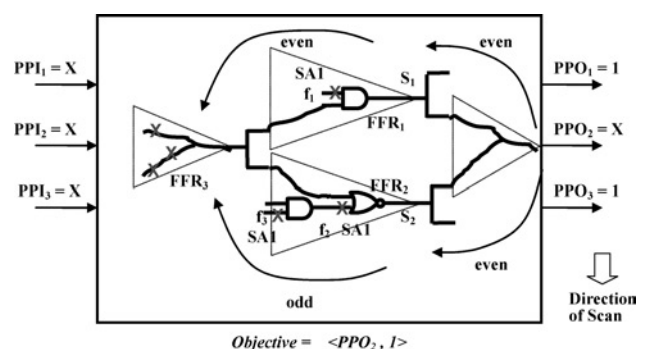 even
even
PPI1 = X
SA1
f1
S1
PPO1 = 1
FFR1
PPI2 = X
PPO2 = X
FFR3
FFR2
PPI3 = X
f3
SA1
f2
SA1
S2
PPO3 = 1
even
odd
Direction
of Scan
Objective = <PPO2 , 1>